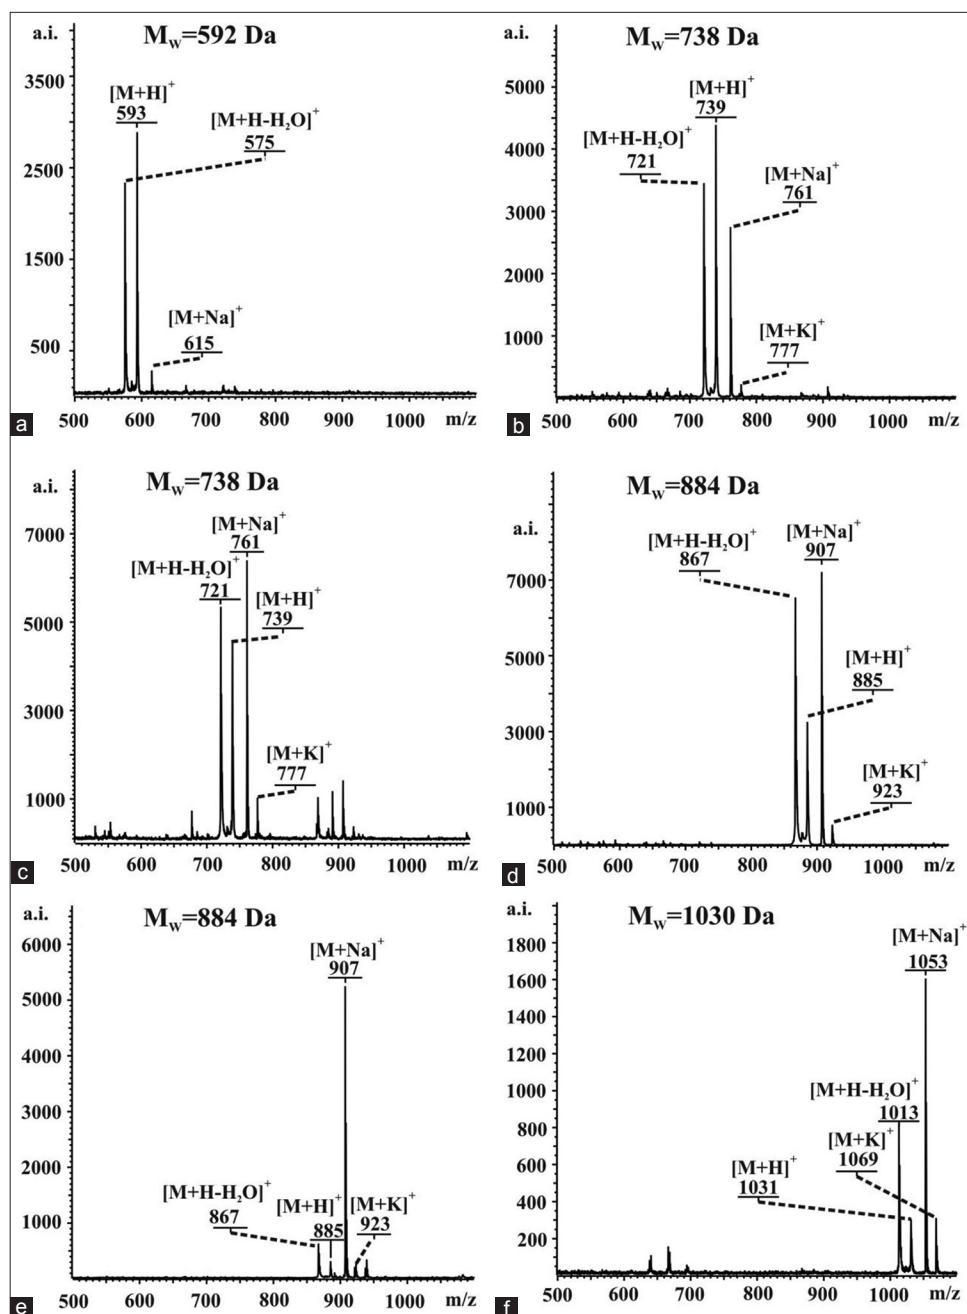 a.i.
M_W=592 Da
[M+H]⁺
593
[M+H-H₂O]⁺
575
[M+Na]⁺
615
3500
2500
1500
500
500 600 700 800 900 1000 m/z
a
a.i.
M_W=738 Da
[M+H]⁺
739
[M+H-H₂O]⁺
721
[M+Na]⁺
761
[M+K]⁺
777
5000
4000
3000
2000
1000
500 600 700 800 900 1000 m/z
b
a.i.
M_W=738 Da
[M+Na]⁺
761
[M+H-H₂O]⁺
721
[M+H]⁺
739
[M+K]⁺
777
7000
5000
3000
1000
500 600 700 800 900 1000 m/z
c
M_W=884 Da
a.i.
[M+H-H₂O]⁺
867
[M+Na]⁺
907
[M+H]⁺
885
[M+K]⁺
923
7000
5000
3000
1000
500 600 700 800 900 1000 m/z
d
a.i.
M_W=884 Da
[M+Na]⁺
907
[M+H-H₂O]⁺
867
[M+H]⁺
885
[M+K]⁺
923
6000
5000
4000
3000
2000
1000
500 600 700 800 900 1000 m/z
e
a.i.
M_W=1030 Da
[M+Na]⁺
1053
[M+H-H₂O]⁺
1013
[M+K]⁺
1069
[M+H]⁺
1031
1800
1600
1400
1200
1000
800
600
400
200
500 600 700 800 900 1000 m/z
f